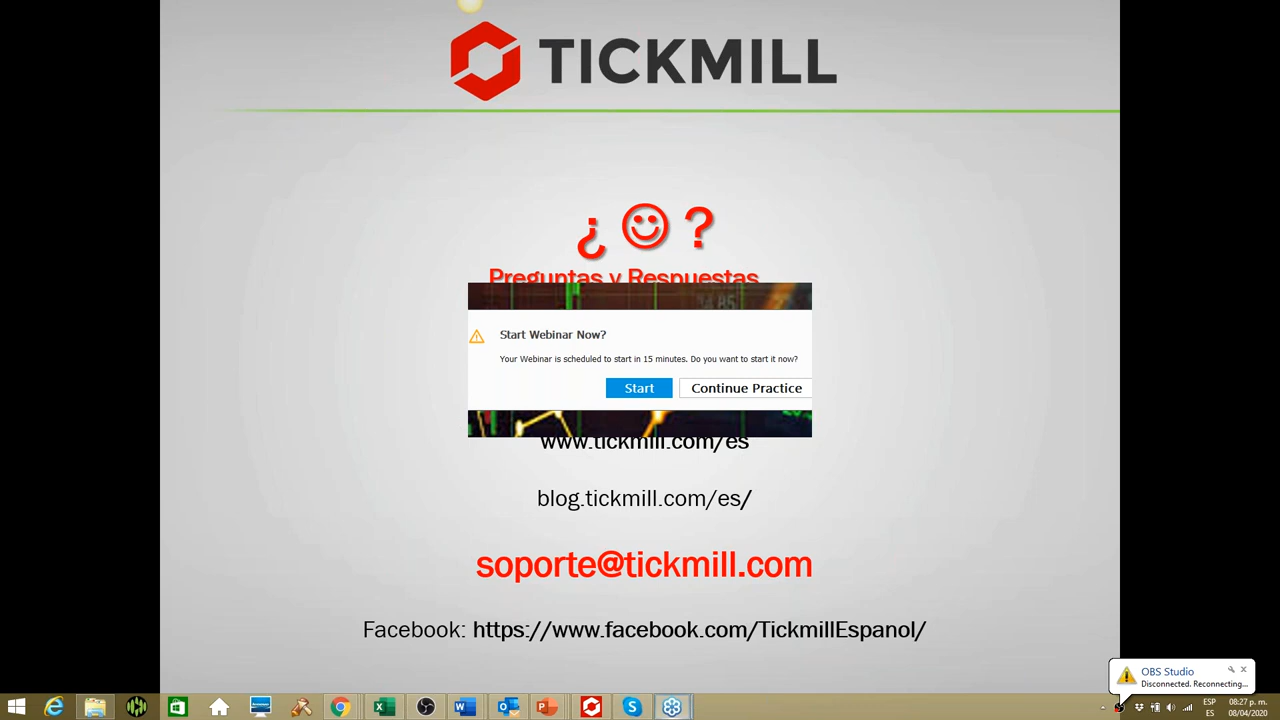 TICKMILL
¿ ☺ ?
Preguntas y Respuestas
Start Webinar Now?
Your Webinar is scheduled to start in 15 minutes. Do you want to start it now?
Start
Continue Practice
www.tickmill.com/es
blog.tickmill.com/es/
soporte@tickmill.com
Facebook: https://www.facebook.com/TickmillEspanol/
OBS Studio
Disconnected. Reconnecting...
ESP 08:27 p. m.
ES 08/04/2020